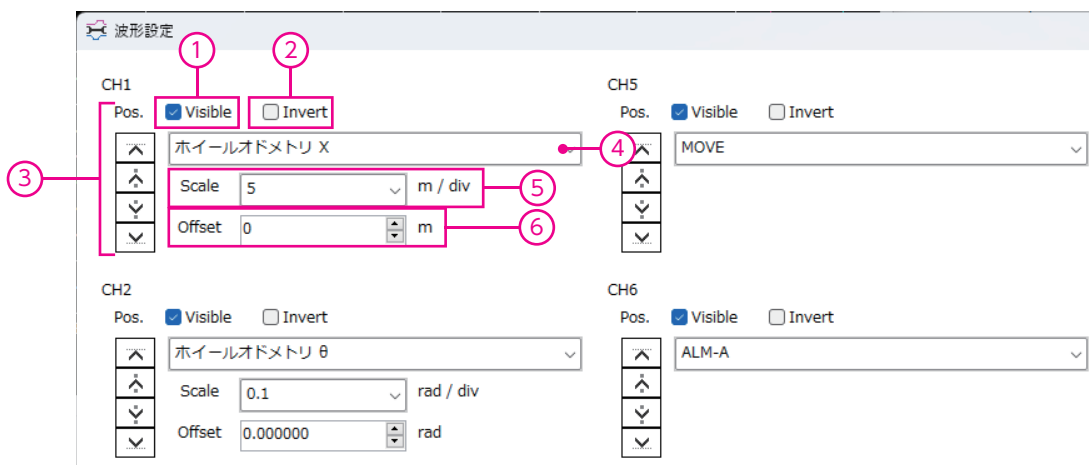 波形設定
1
2
CH1
Pos. Visible Invert
3
ホイールオドメトリ X
4
Scale 5 m / div
5
Offset 0 m
6
CH5
Pos. Visible Invert
MOVE
CH2
Pos. Visible Invert
ホイールオドメトリ θ
Scale 0.1 rad / div
Offset 0.000000 rad
CH6
Pos. Visible Invert
ALM-A